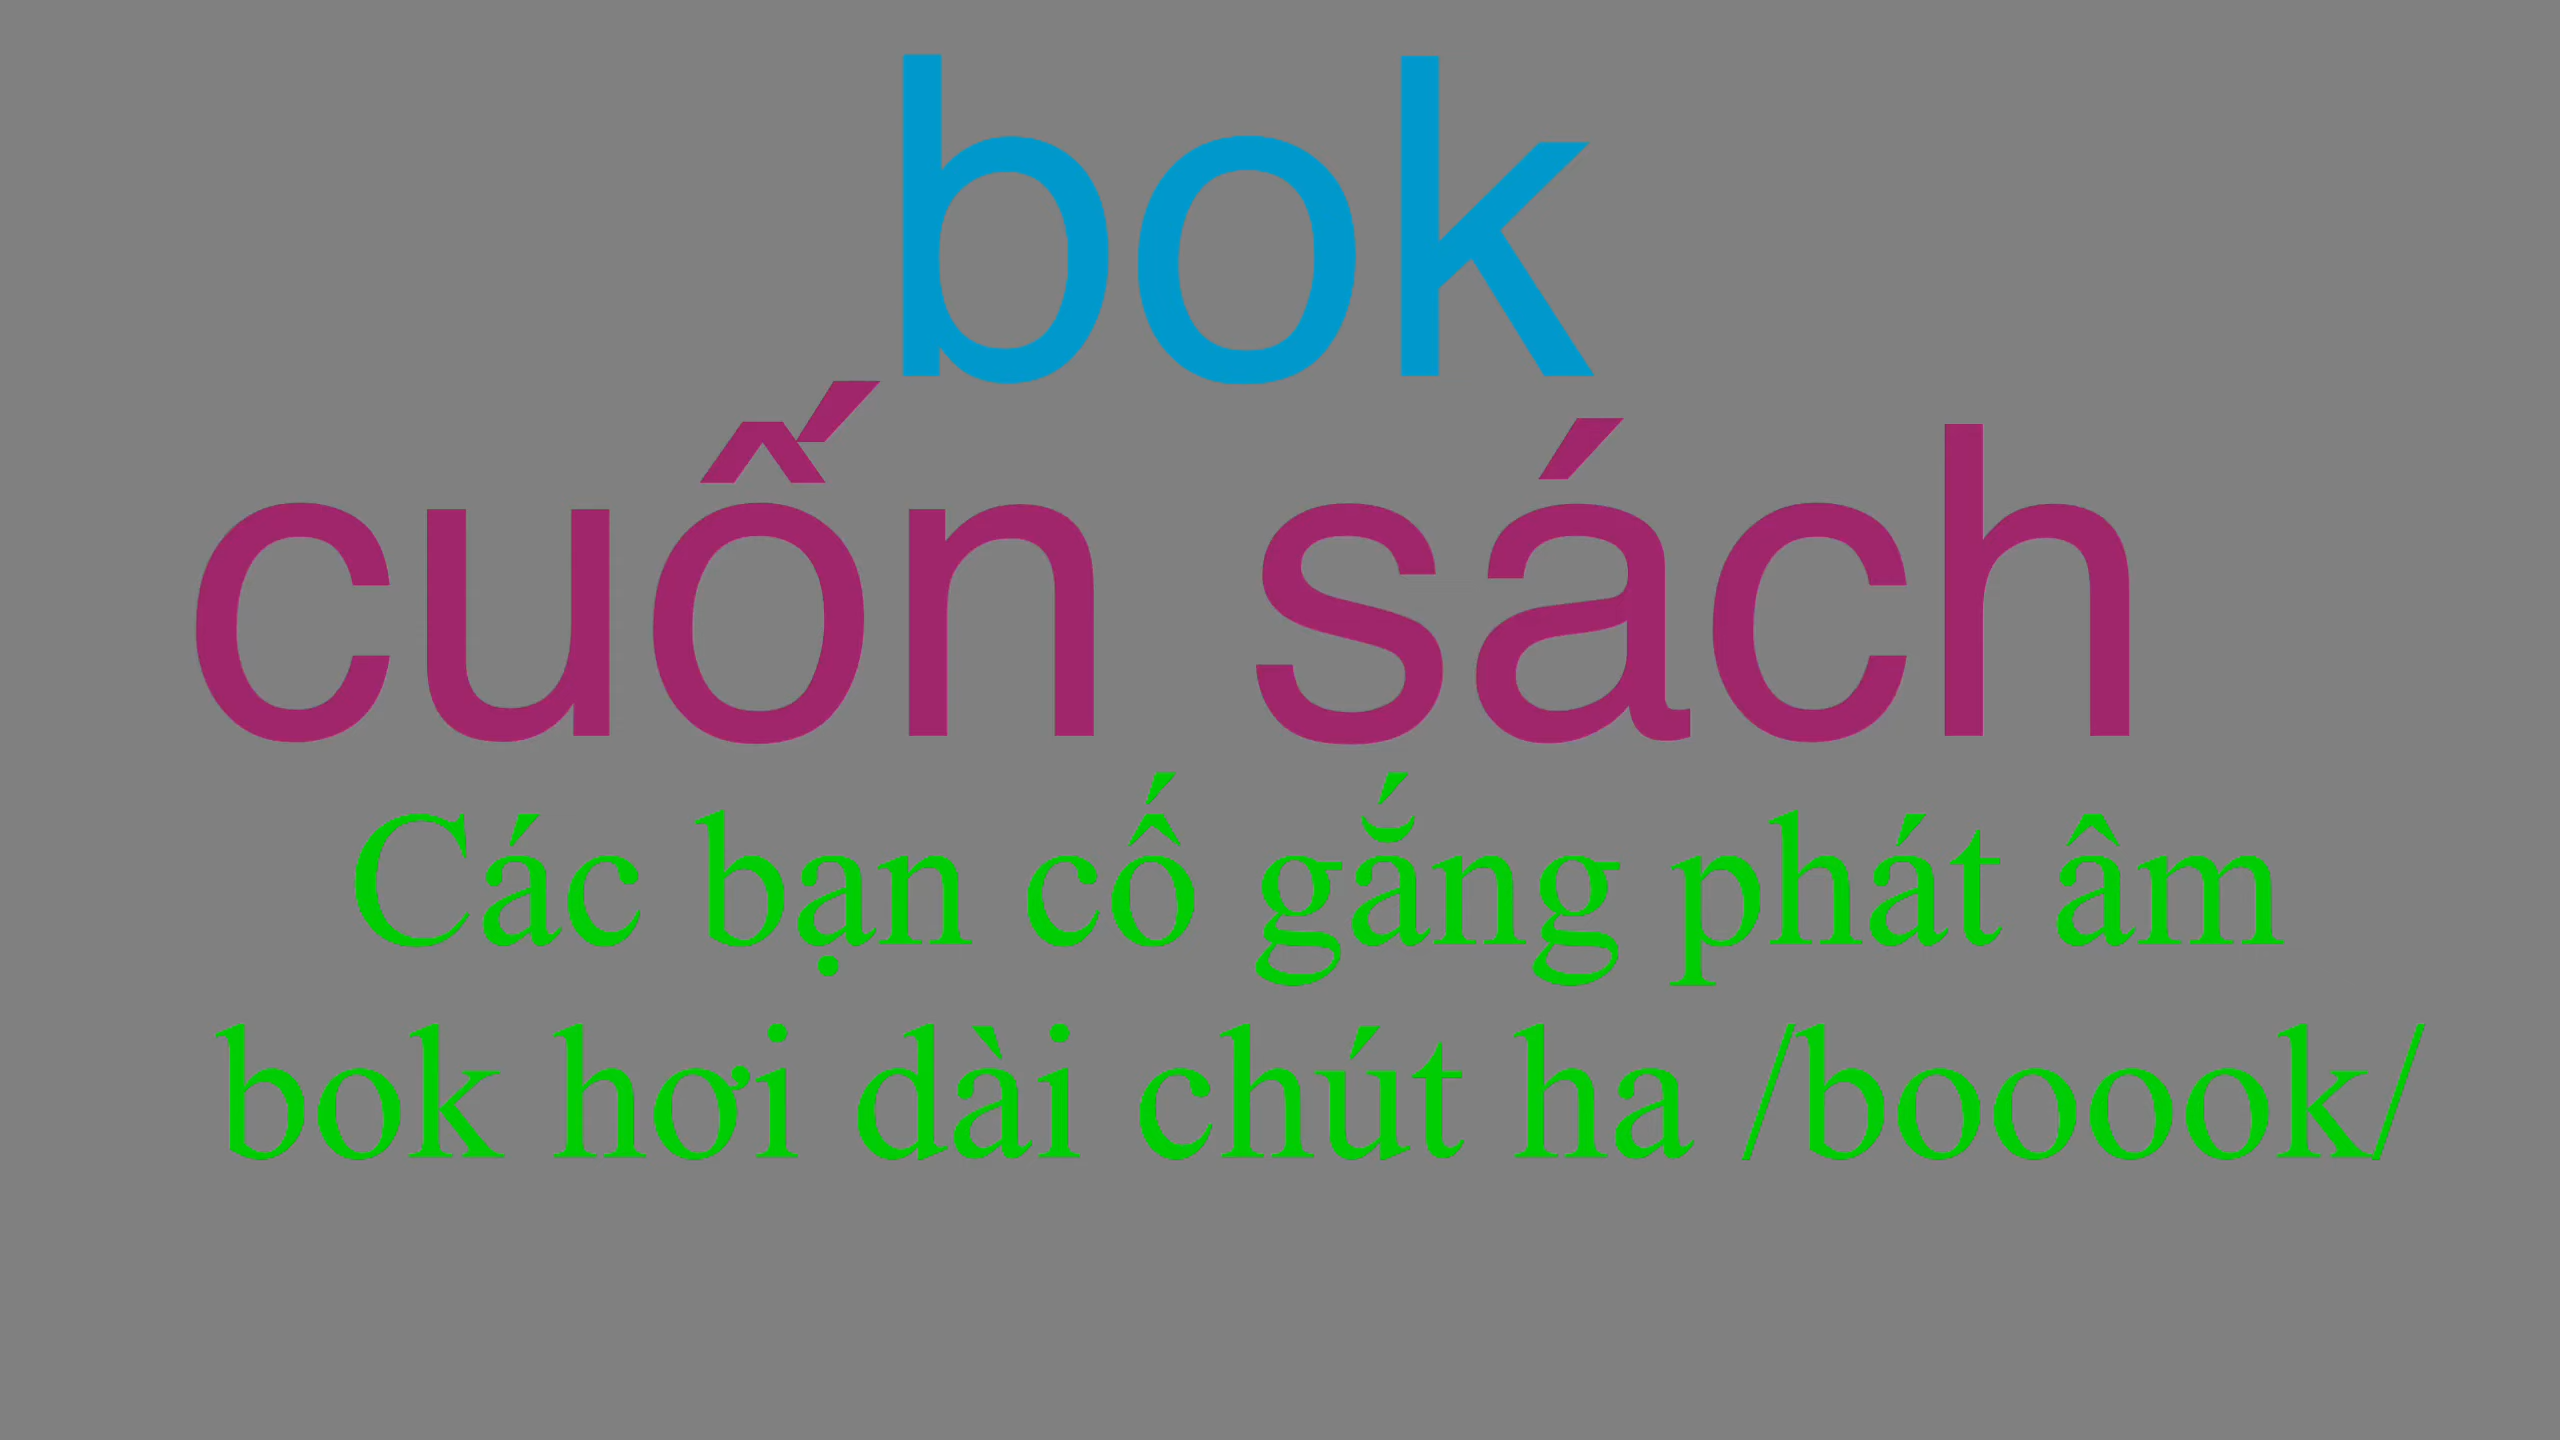 bok
cuốn sách
Các bạn cố gắng phát âm
bok hơi dài chút ha /booook/